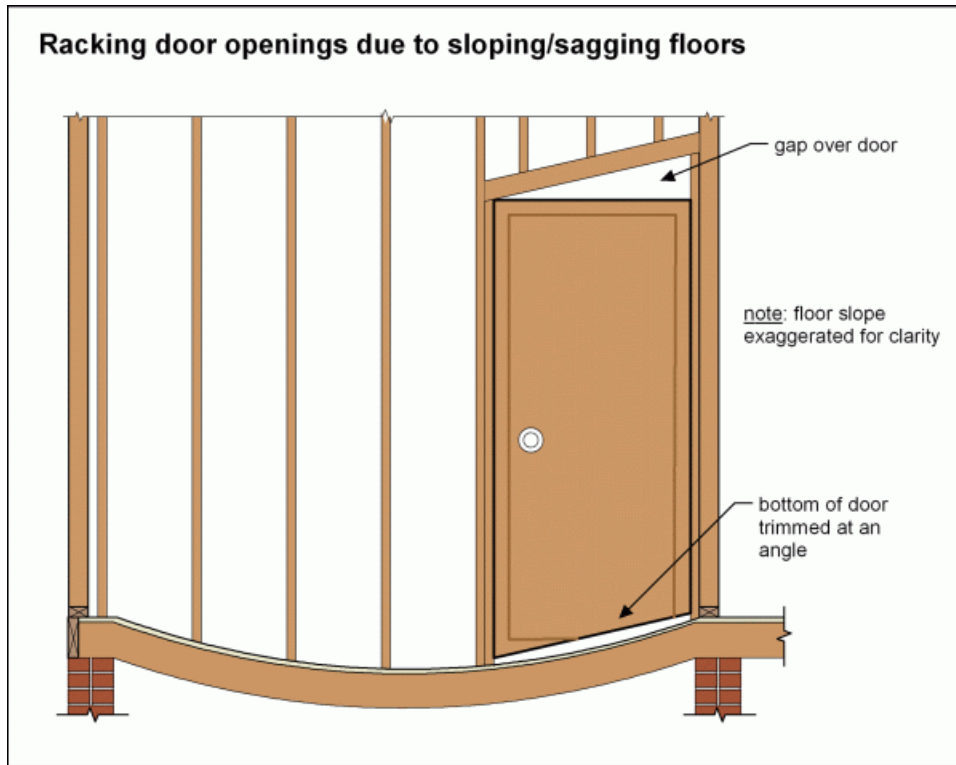 Racking door openings due to sloping/sagging floors
gap over door
note: floor slope
exaggerated for clarity
bottom of door
trimmed at an
angle